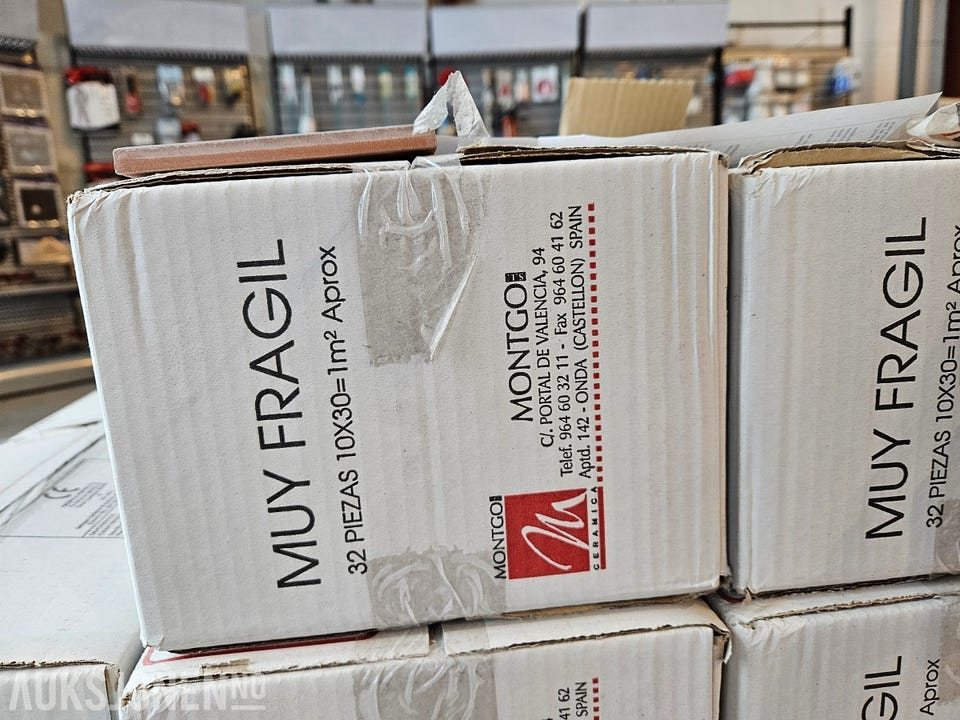 MUY FRAGIL
32 PIEZAS 10X30=1m² Aprox
MONTGO
C/. PORTAL DE VALENCIA, 94
Telef. 964 60 32 11 - Fax 964 60 41 62
Aptd. 142 - ONDA (CASTELLON) SPAIN
MONTGO
CERAMICA
MUY FRAGIL
32 PIEZAS 10X30=1m² Aprox
41 62
SPAIN
GIL
Aprox
AUKSJONEN.NO